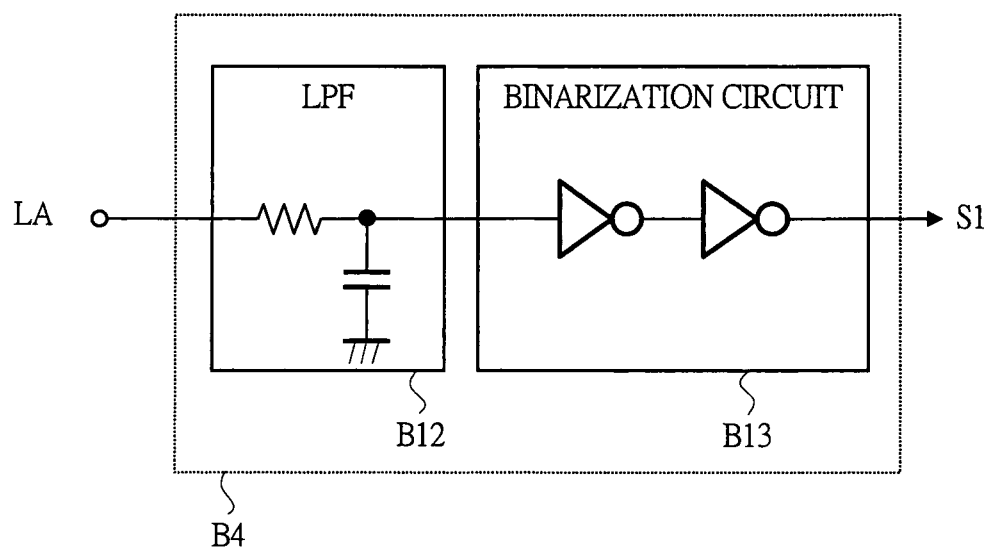 LPF
BINARIZATION CIRCUIT
LA
S1
B12
B13
B4